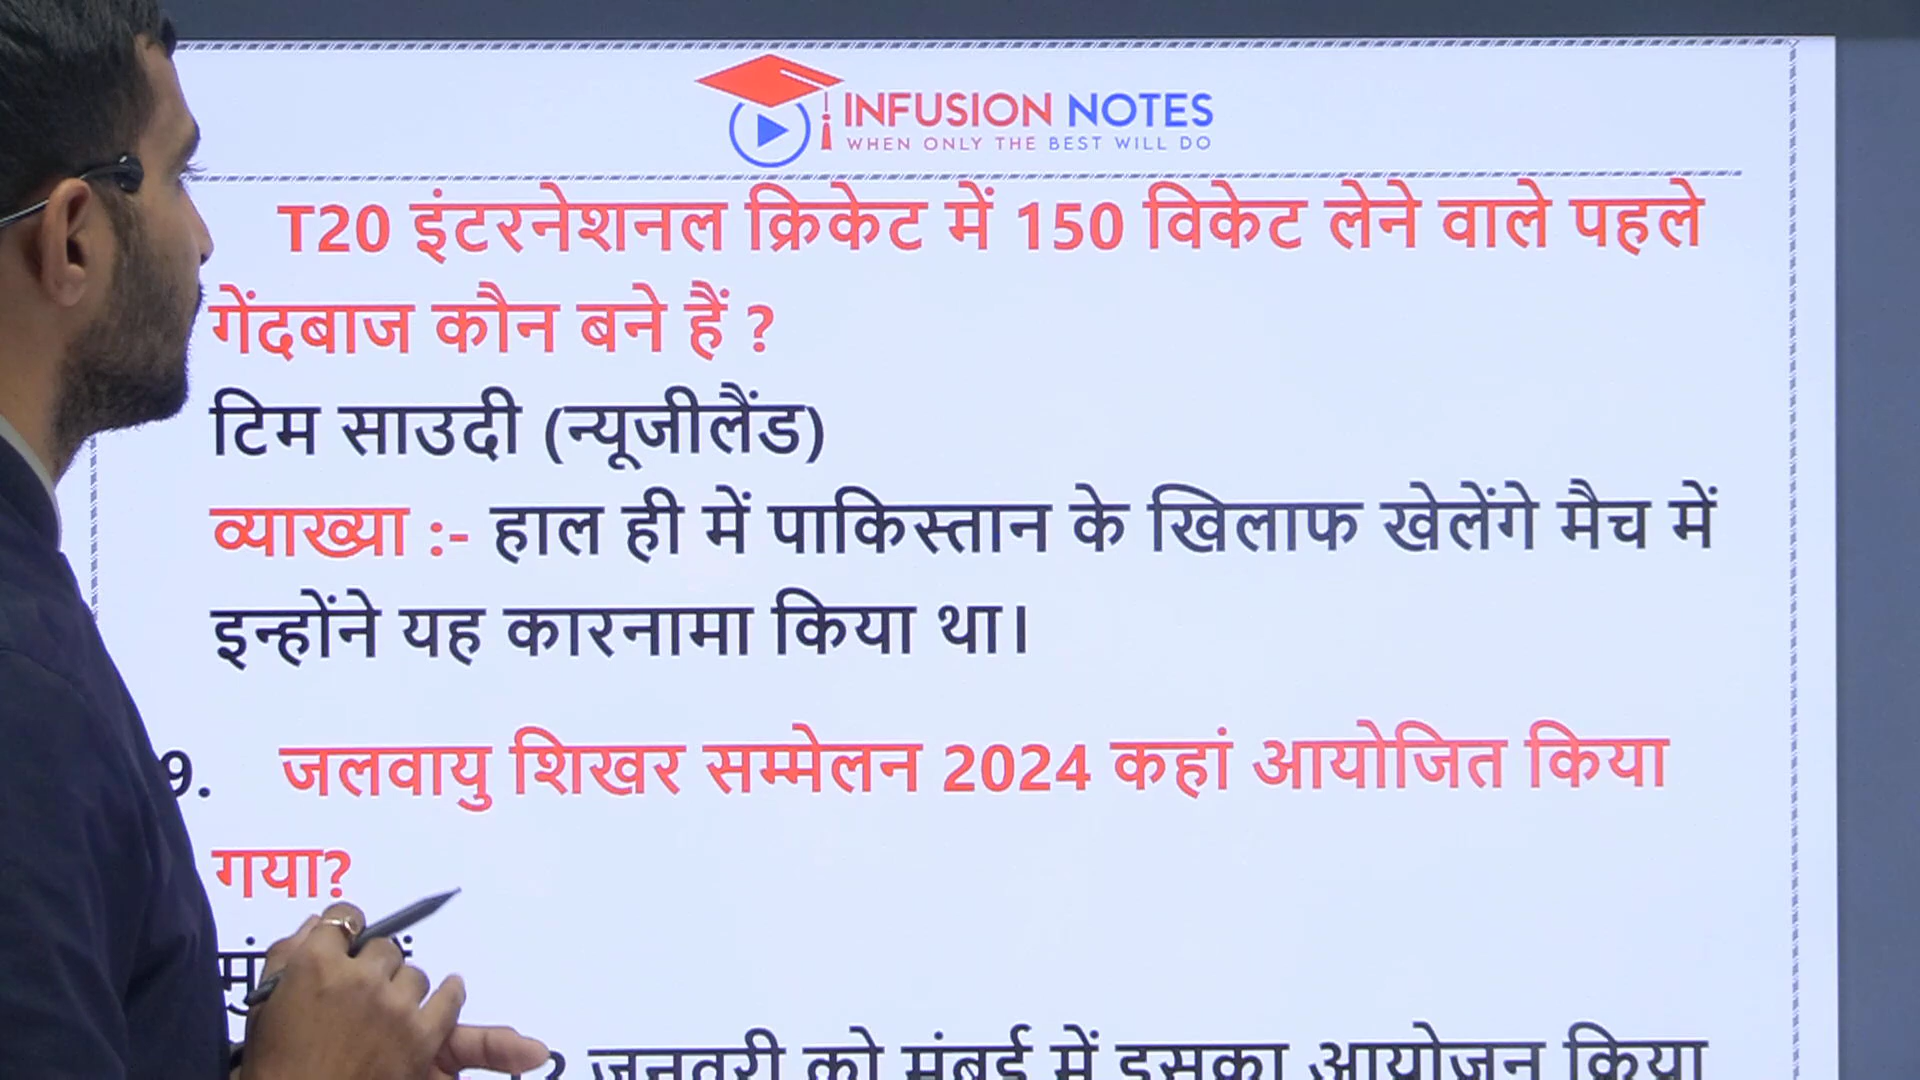 INFUSION NOTES
WHEN ONLY THE BEST WILL DO
T20 इंटरनेशनल क्रिकेट में 150 विकेट लेने वाले पहले
गेंदबाज कौन बने हैं ?
टिम साउदी (न्यूजीलैंड)
व्याख्या :- हाल ही में पाकिस्तान के खिलाफ खेलेंगे मैच में
इन्होंने यह कारनामा किया था।
9. जलवायु शिखर सम्मेलन 2024 कहां आयोजित किया
गया?
जनवरी को मुंबई में इसका आयोजन किया